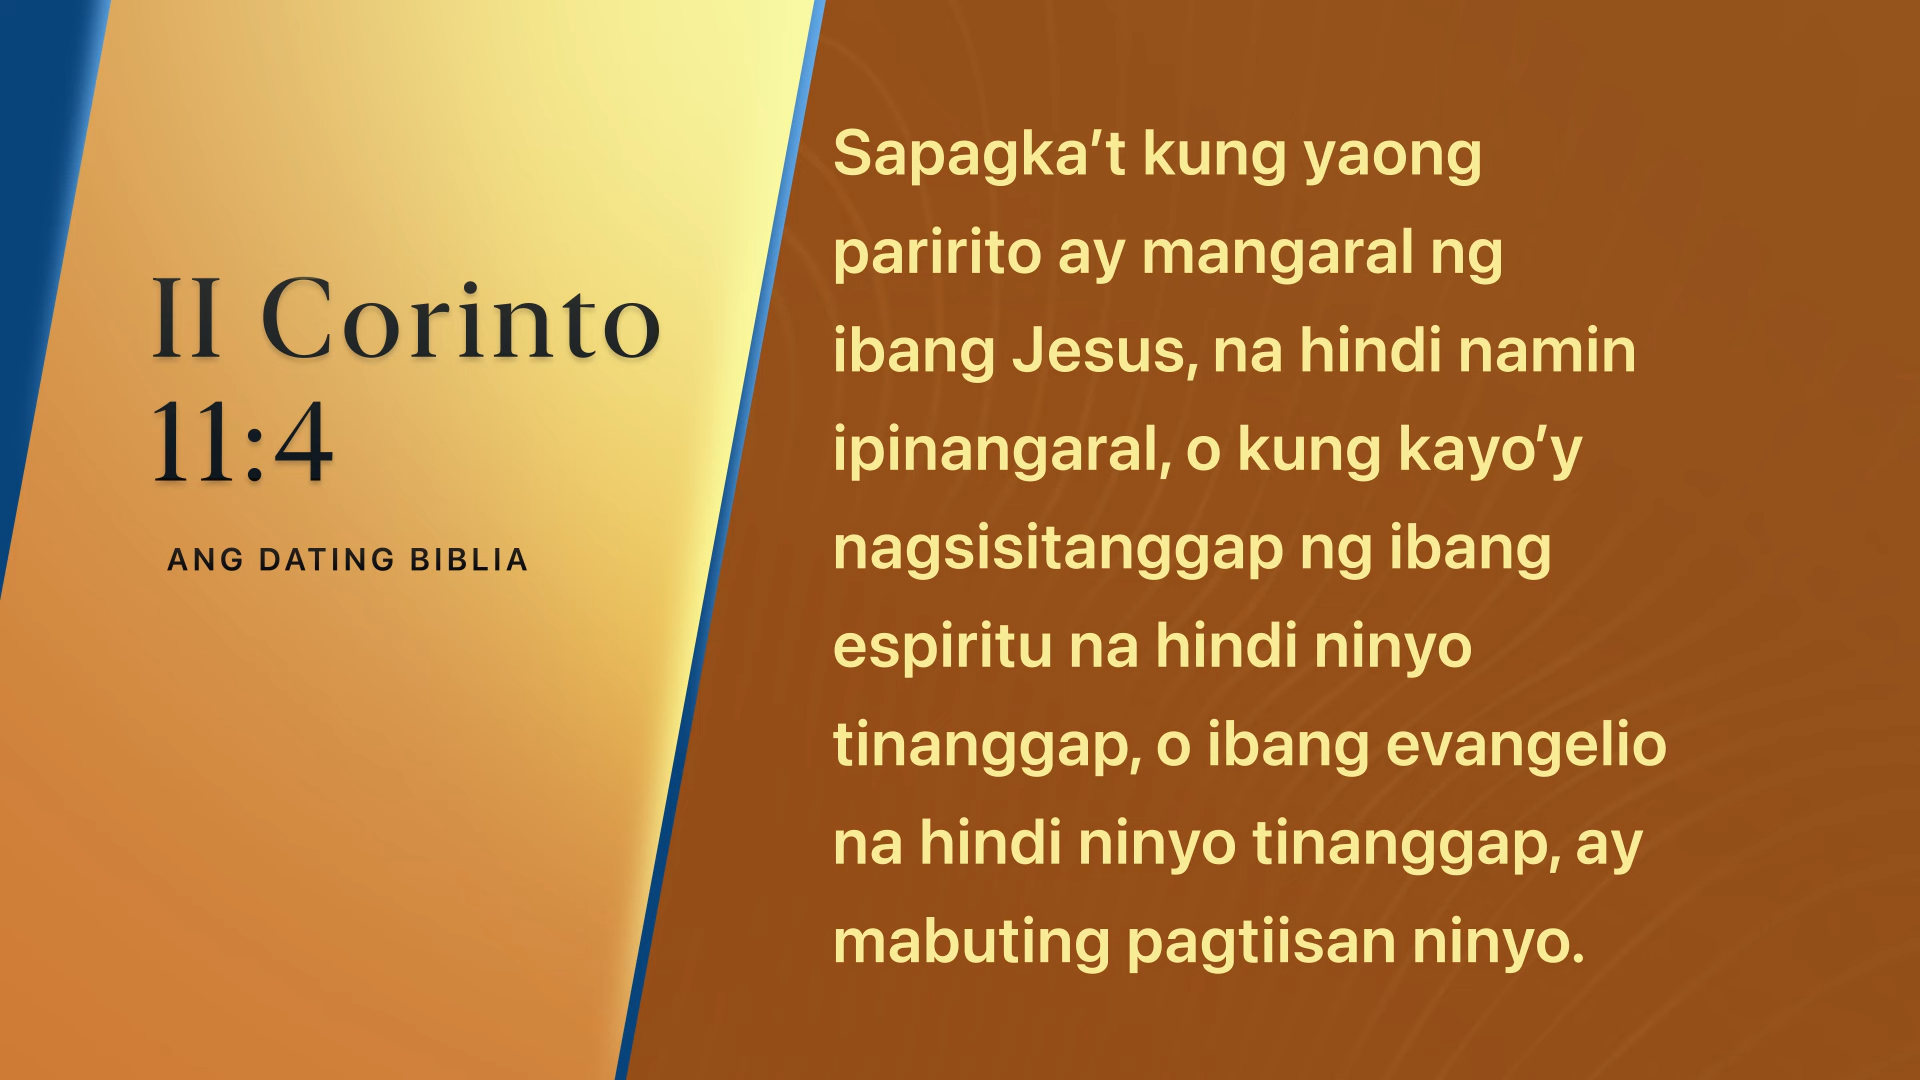 II Corinto
11:4
ANG DATING BIBLIA
Sapagka’t kung yaong
paririto ay mangaral ng
ibang Jesus, na hindi namin
ipinangaral, o kung kayo’y
nagsisitanggap ng ibang
espiritu na hindi ninyo
tinanggap, o ibang evangelio
na hindi ninyo tinanggap, ay
mabuting pagtiisan ninyo.